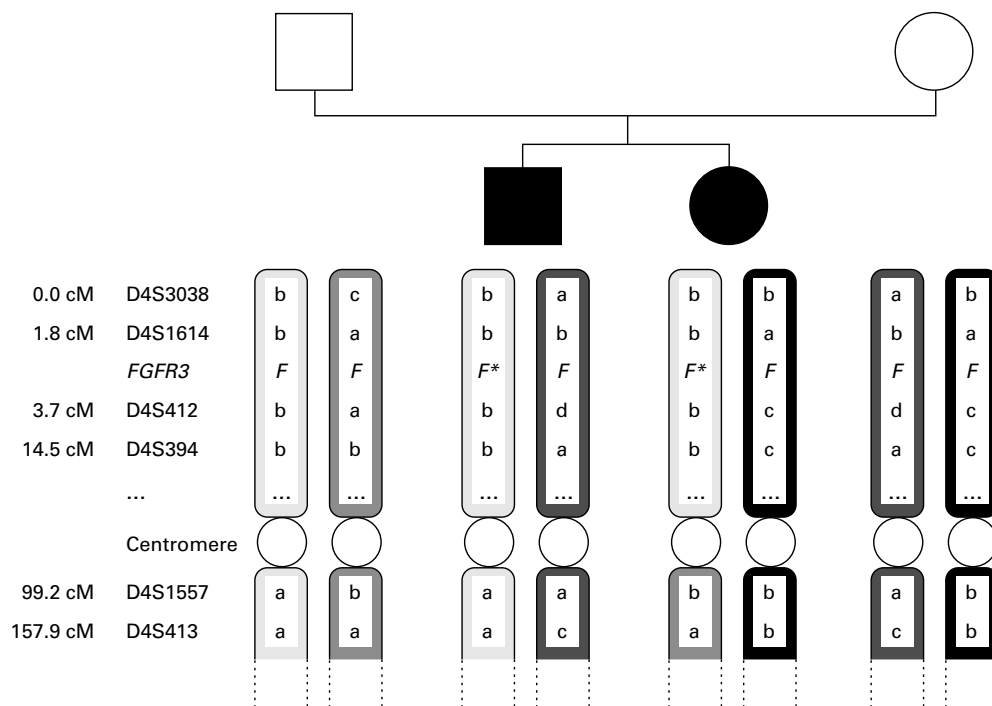 0.0 cM D4S3038 b c b a b b a b
1.8 cM D4S1614 b a b b b a b a
FGFR3 F F F* F F* F F F
3.7 cM D4S412 b a b d b c d c
14.5 cM D4S394 b b b a b c a c
... ... ... ... ... ... ... ... ...
Centromere
99.2 cM D4S1557 a b a a b b a b
157.9 cM D4S413 a a a c a b c b